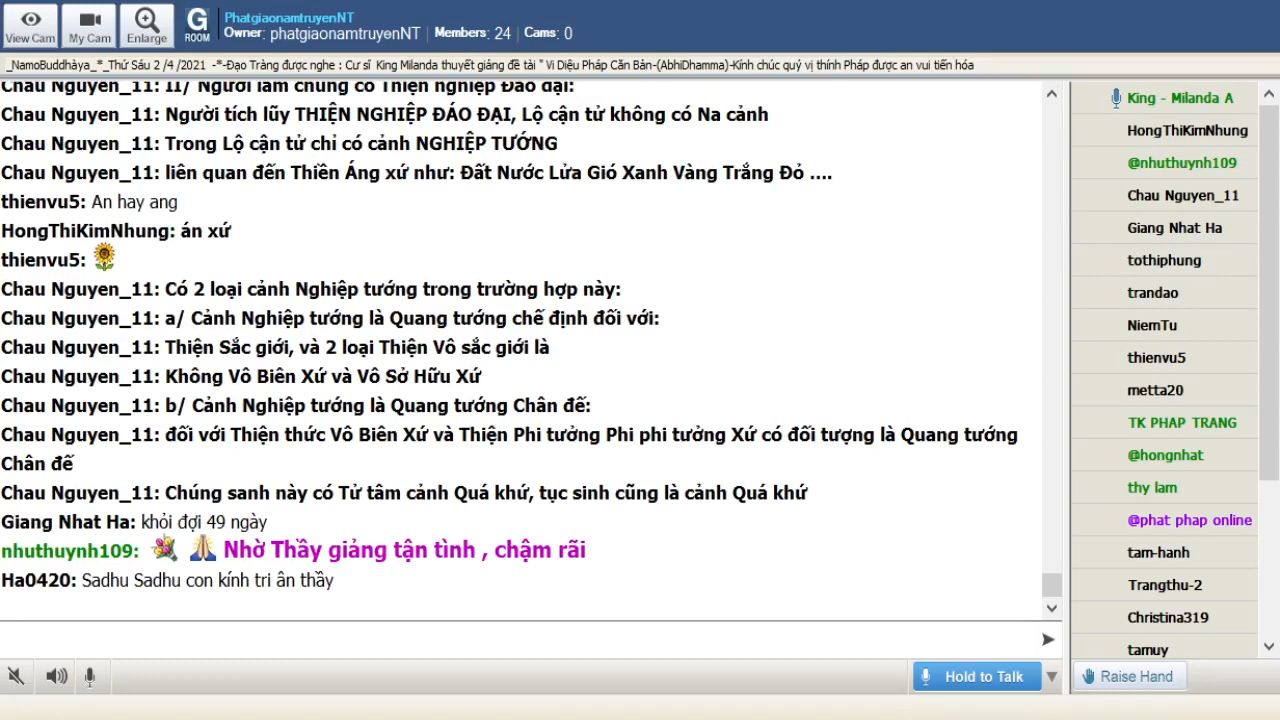 View Cam
My Cam
Enlarge
G
ROOM
PhatgiaonamtruyenNT
Owner: phatgiaonamtruyenNT | Members: 24 | Cams: 0
_NamoBuddhàya_*_Thứ Sáu 2 /4 /2021 -*-Đạo Tràng được nghe : Cư sĩ King Milanda thuyết giảng đề tài " Vi Diệu Pháp Căn Bản-(AbhiDhamma)-Kính chúc quý vị thính Pháp được an vui tiến hóa
Chau Nguyen_11: II/ Người lâm chung có Thiện nghiệp Đáo đại:
Chau Nguyen_11: Người tích lũy THIỆN NGHIỆP ĐÁO ĐẠI, Lộ cận tử không có Na cảnh
Chau Nguyen_11: Trong Lộ cận tử chỉ có cảnh NGHIỆP TƯỚNG
Chau Nguyen_11: liên quan đến Thiền Áng xứ như: Đất Nước Lửa Gió Xanh Vàng Trắng Đỏ ....
thienvu5: An hay ang
HongThiKimNhung: án xứ
thienvu5:
Chau Nguyen_11: Có 2 loại cảnh Nghiệp tướng trong trường hợp này:
Chau Nguyen_11: a/ Cảnh Nghiệp tướng là Quang tướng chế định đối với:
Chau Nguyen_11: Thiện Sắc giới, và 2 loại Thiện Vô sắc giới là
Chau Nguyen_11: Không Vô Biên Xứ và Vô Sở Hữu Xứ
Chau Nguyen_11: b/ Cảnh Nghiệp tướng là Quang tướng Chân đế:
Chau Nguyen_11: đối với Thiện thức Vô Biên Xứ và Thiện Phi tưởng Phi phi tưởng Xứ có đối tượng là Quang tướng
Chân đế
Chau Nguyen_11: Chúng sanh này có Tử tâm cảnh Quá khứ, tục sinh cũng là cảnh Quá khứ
Giang Nhat Ha: khỏi đợi 49 ngày
nhuthuynh109: Nhờ Thầy giảng tận tình , chậm rãi
Ha0420: Sadhu Sadhu con kính tri ân thầy
Hold to Talk
King - Milanda A
HongThiKimNhung
@nhuthuynh109
Chau Nguyen_11
Giang Nhat Ha
tothiphung
trandao
NiemTu
thienvu5
metta20
TK PHAP TRANG
@hongnhat
thy lam
@phat phap online
tam-hanh
Trangthu-2
Christina319
tamuy
Raise Hand